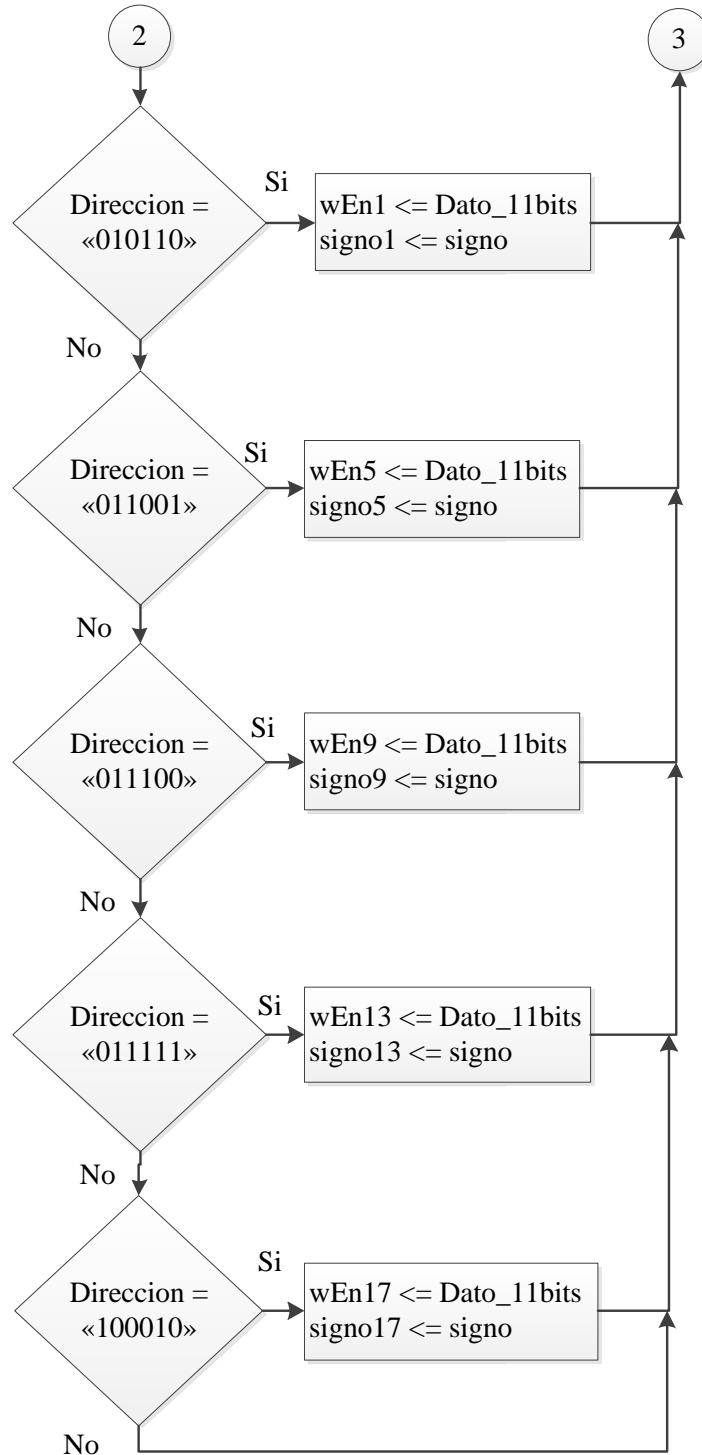 2
3
Direccion =
«010110»
Si
wEn1 <= Dato_11bits
signo1 <= signo
No
Direccion =
«011001»
Si
wEn5 <= Dato_11bits
signo5 <= signo
No
Direccion =
«011100»
Si
wEn9 <= Dato_11bits
signo9 <= signo
No
Direccion =
«011111»
Si
wEn13 <= Dato_11bits
signo13 <= signo
No
Direccion =
«100010»
Si
wEn17 <= Dato_11bits
signo17 <= signo
No